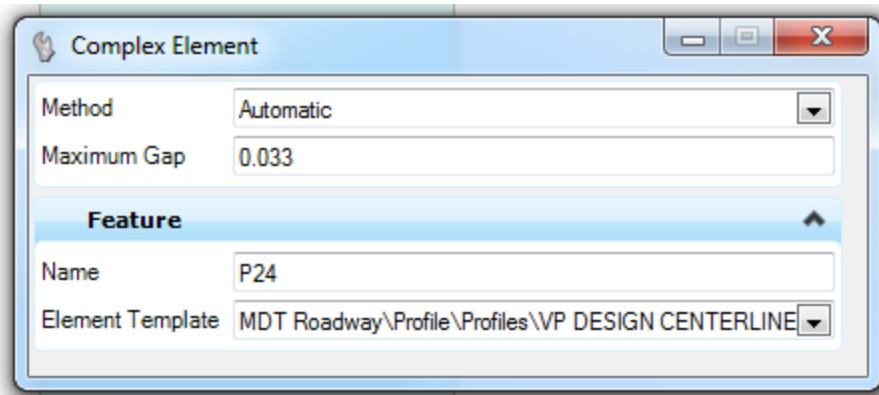 Complex Element
Method Automatic
Maximum Gap 0.033
Feature
Name P24
Element Template MDT Roadway\Profile\Profiles\VP DESIGN CENTERLINE